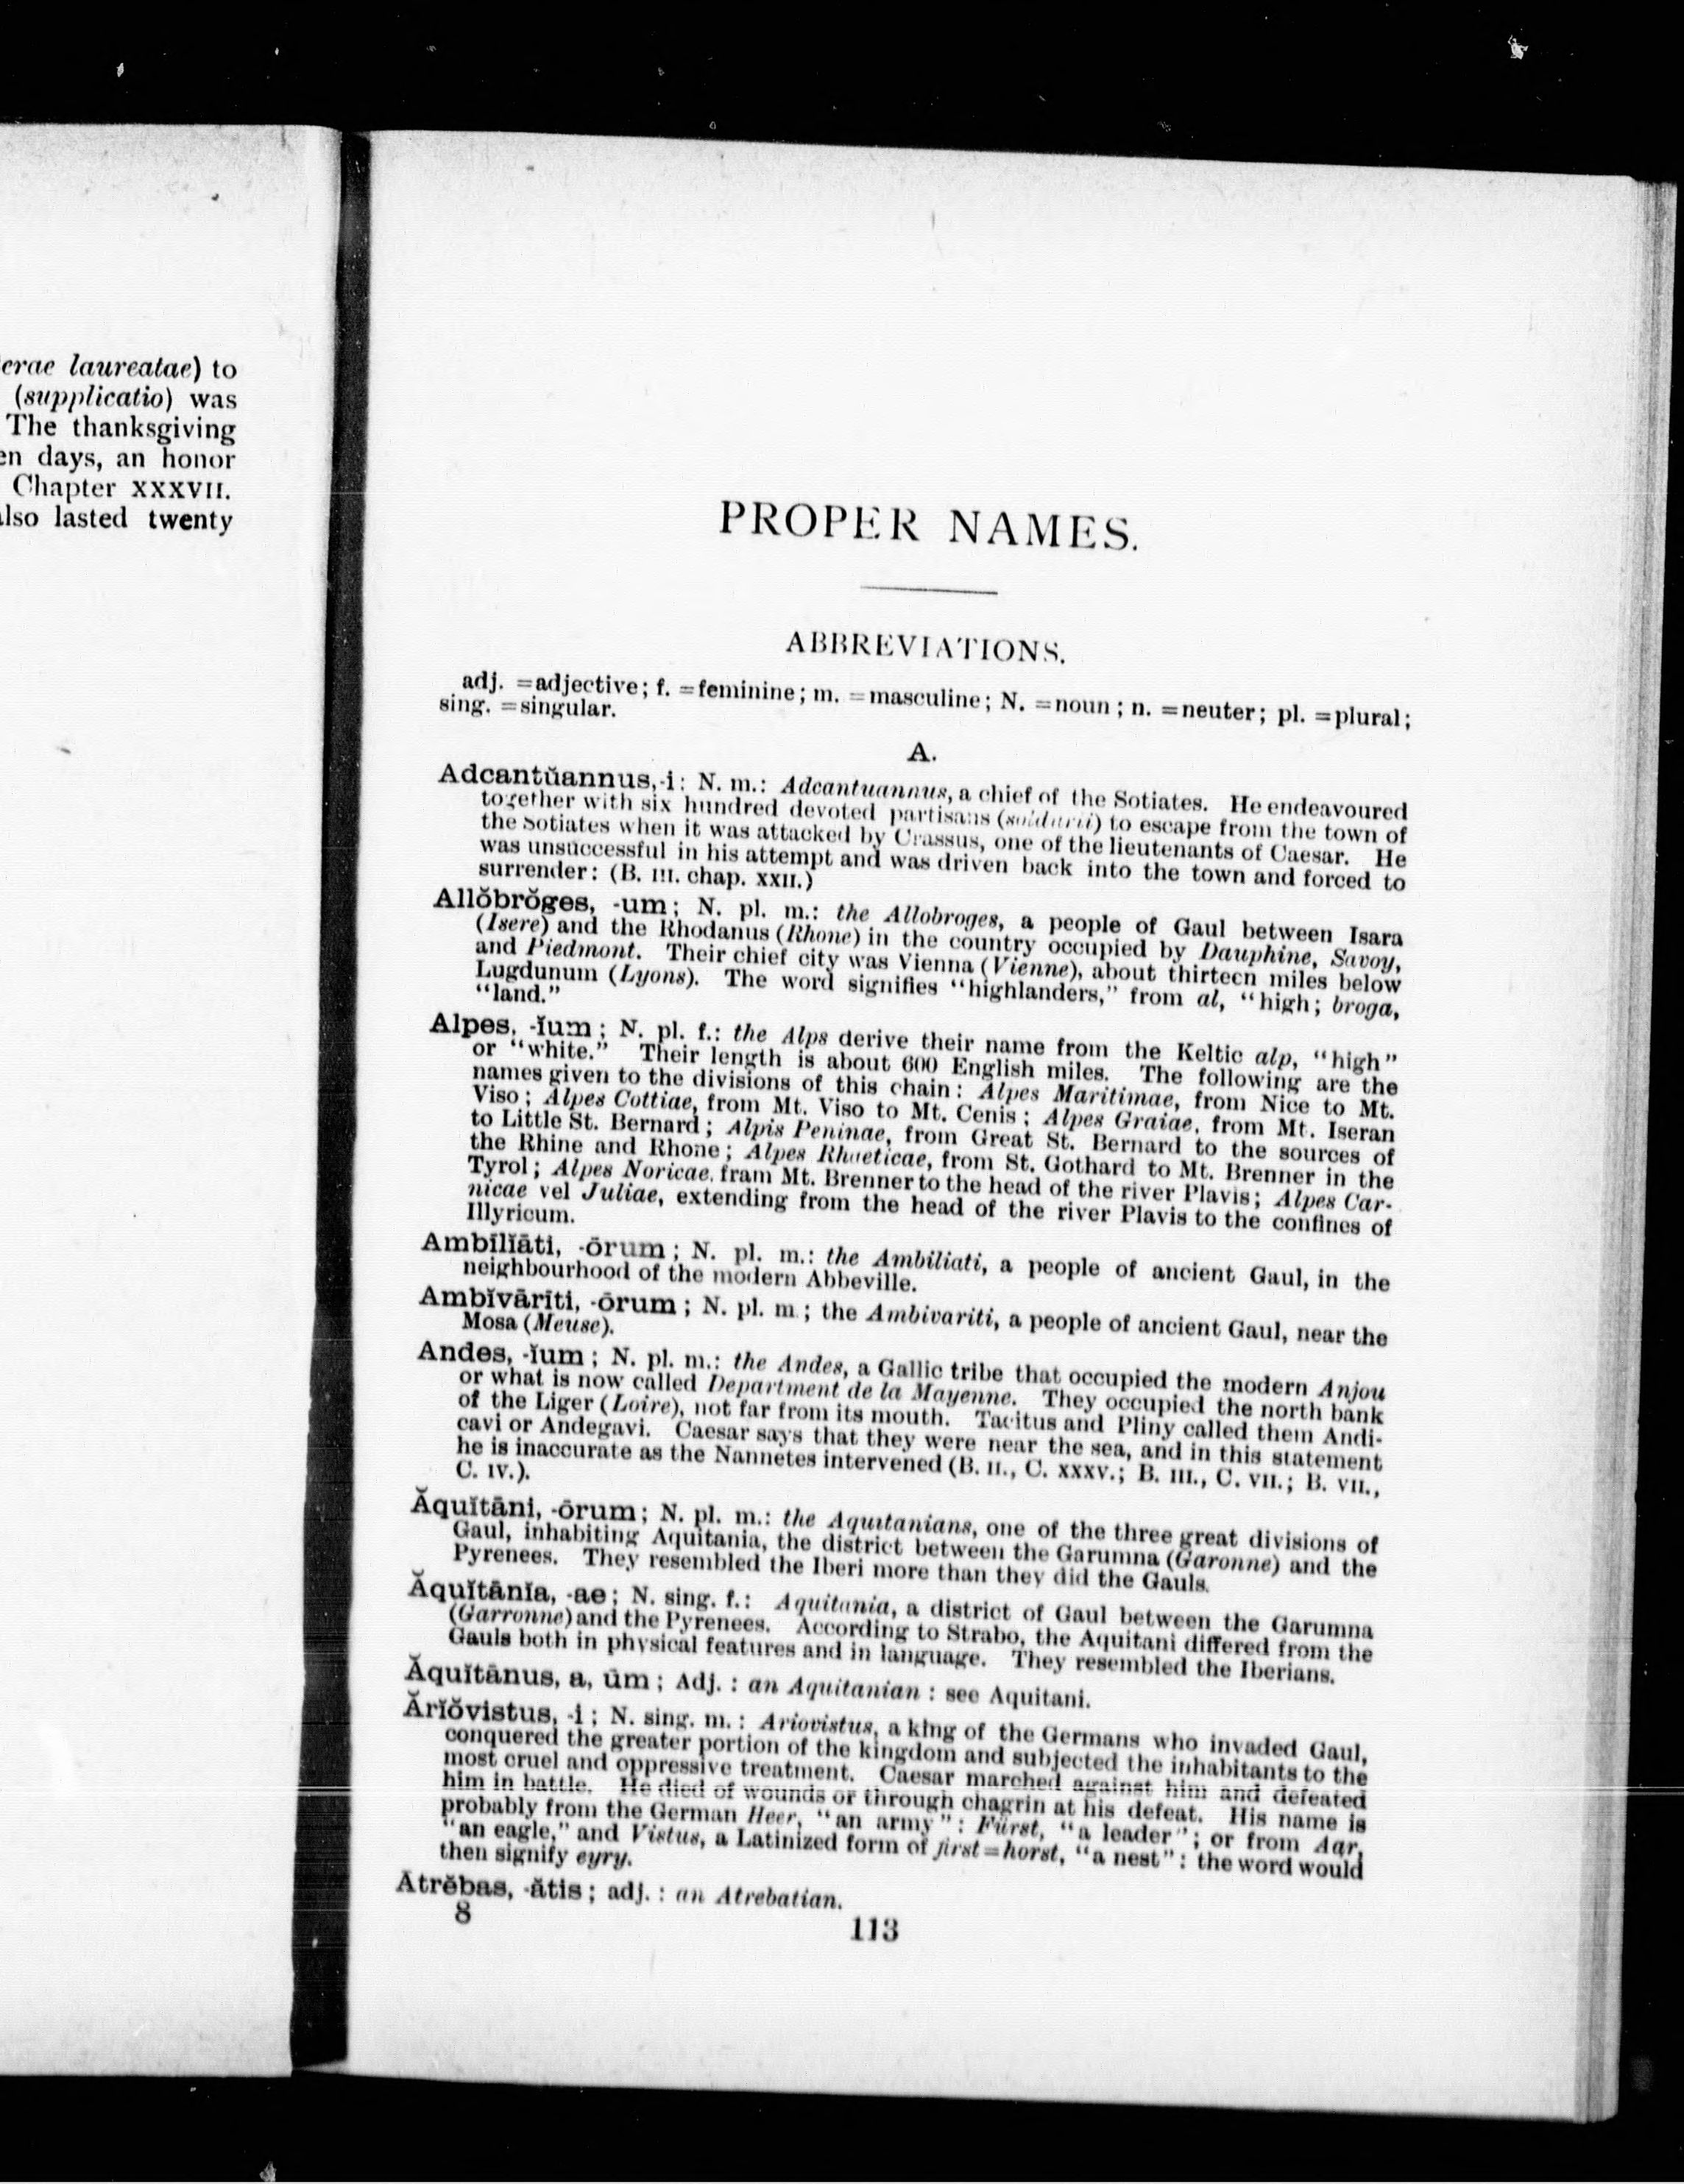 erae laureatae) to
(supplicatio) was
The thanksgiving
en days, an honor
Chapter XXXVII.
also lasted twenty
PROPER NAMES.
ABBREVIATIONS.
adj. =adjective; f. =feminine; m. =masculine; N. =noun; n. =neuter; pl. =plural;
sing. =singular.
A.
Adcantŭannus, -i: N. m.: Adcantuannus, a chief of the Sotiates. He endeavoured
together with six hundred devoted partisans (soldurii) to escape from the town of
the Sotiates when it was attacked by Crassus, one of the lieutenants of Caesar. He
was unsuccessful in his attempt and was driven back into the town and forced to
surrender: (B. III. chap. XXII.)
Allŏbrŏges, -um; N. pl. m.: the Allobroges, a people of Gaul between Isara
(Isere) and the Rhodanus (Rhone) in the country occupied by Dauphine, Savoy,
and Piedmont. Their chief city was Vienna (Vienne), about thirteen miles below
Lugdunum (Lyons). The word signifies "highlanders," from al, "high; broga,
"land."
Alpes, -ĭum; N. pl. f.: the Alps derive their name from the Keltic alp, "high"
or "white." Their length is about 600 English miles. The following are the
names given to the divisions of this chain: Alpes Maritimae, from Nice to Mt.
Viso; Alpes Cottiae, from Mt. Viso to Mt. Cenis; Alpes Graiae, from Mt. Iseran
to Little St. Bernard; Alpis Peninae, from Great St. Bernard to the sources of
the Rhine and Rhone; Alpes Rhaeticae, from St. Gothard to Mt. Brenner in the
Tyrol; Alpes Noricae, fram Mt. Brenner to the head of the river Plavis; Alpes Car-
nicae vel Juliae, extending from the head of the river Plavis to the confines of
Illyricum.
Ambĭlĭāti, -ōrum; N. pl. m.: the Ambiliati, a people of ancient Gaul, in the
neighbourhood of the modern Abbeville.
Ambĭvārĭti, -ōrum; N. pl. m.; the Ambivariti, a people of ancient Gaul, near the
Mosa (Meuse).
Andes, -ĭum; N. pl. m.: the Andes, a Gallic tribe that occupied the modern Anjou
or what is now called Department de la Mayenne. They occupied the north bank
of the Liger (Loire), not far from its mouth. Tacitus and Pliny called them Andi-
cavi or Andegavi. Caesar says that they were near the sea, and in this statement
he is inaccurate as the Nannetes intervened (B. II., C. XXXV.; B. III., C. VII.; B. VII.,
C. IV.).
Ăquĭtāni, -ōrum; N. pl. m.: the Aquitanians, one of the three great divisions of
Gaul, inhabiting Aquitania, the district between the Garumna (Garonne) and the
Pyrenees. They resembled the Iberi more than they did the Gauls.
Ăquĭtānĭa, -ae; N. sing. f.: Aquitania, a district of Gaul between the Garumna
(Garronne) and the Pyrenees. According to Strabo, the Aquitani differed from the
Gauls both in physical features and in language. They resembled the Iberians.
Ăquĭtānus, a, ūm; Adj.: an Aquitanian: see Aquitani.
Ărĭŏvistus, -i; N. sing. m.: Ariovistus, a king of the Germans who invaded Gaul,
conquered the greater portion of the kingdom and subjected the inhabitants to the
most cruel and oppressive treatment. Caesar marched against him and defeated
him in battle. He died of wounds or through chagrin at his defeat. His name is
probably from the German Heer, "an army": Fürst, "a leader"; or from Aar,
"an eagle," and Vistus, a Latinized form of first=horst, "a nest": the word would
then signify eyry.
Atrĕbas, -ătis; adj.: an Atrebatian.
8
113